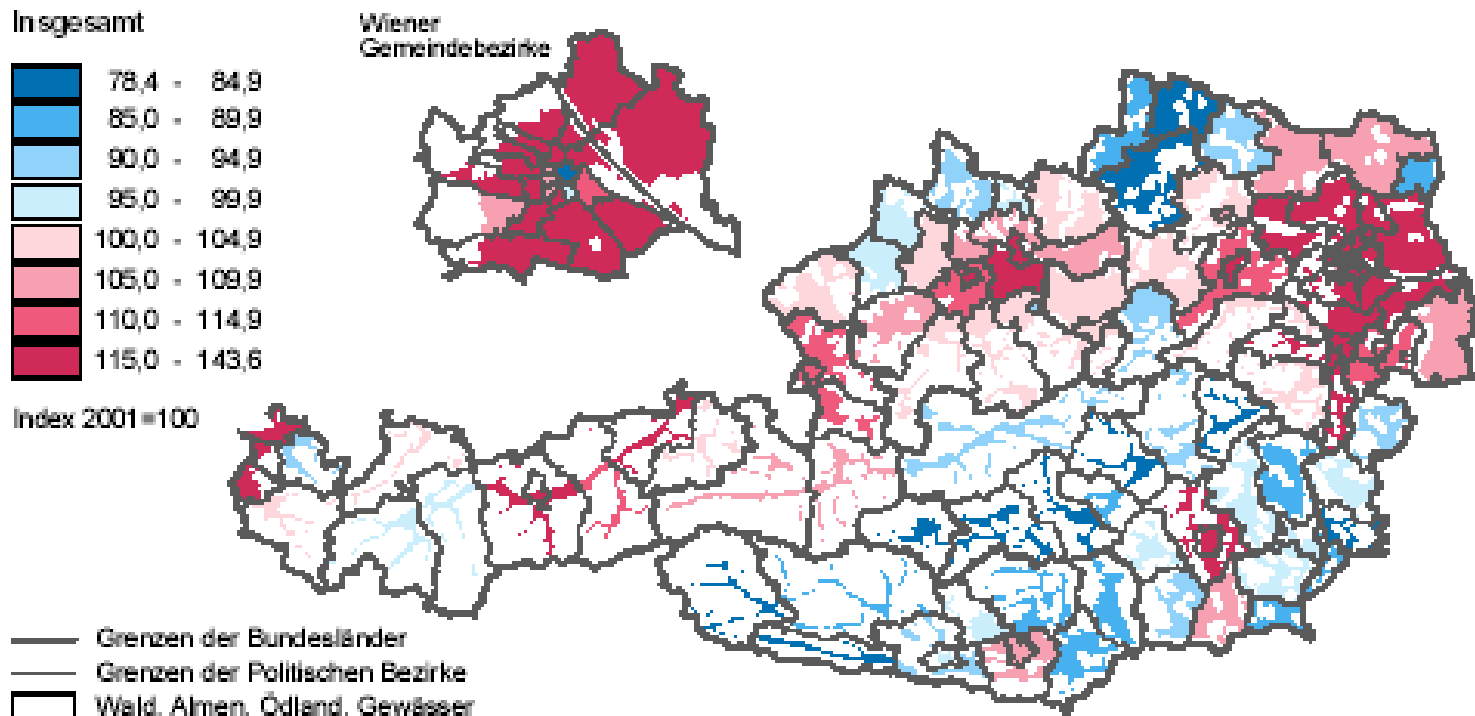 Insgesamt
78,4 - 84,9
85,0 - 89,9
90,0 - 94,9
95,0 - 99,9
100,0 - 104,9
105,0 - 109,9
110,0 - 114,9
115,0 - 143,6
Index 2001=100
Wiener
Gemeindebezirke
Grenzen der Bundesländer
Grenzen der Politischen Bezirke
Wald, Almen, Ödland, Gewässer